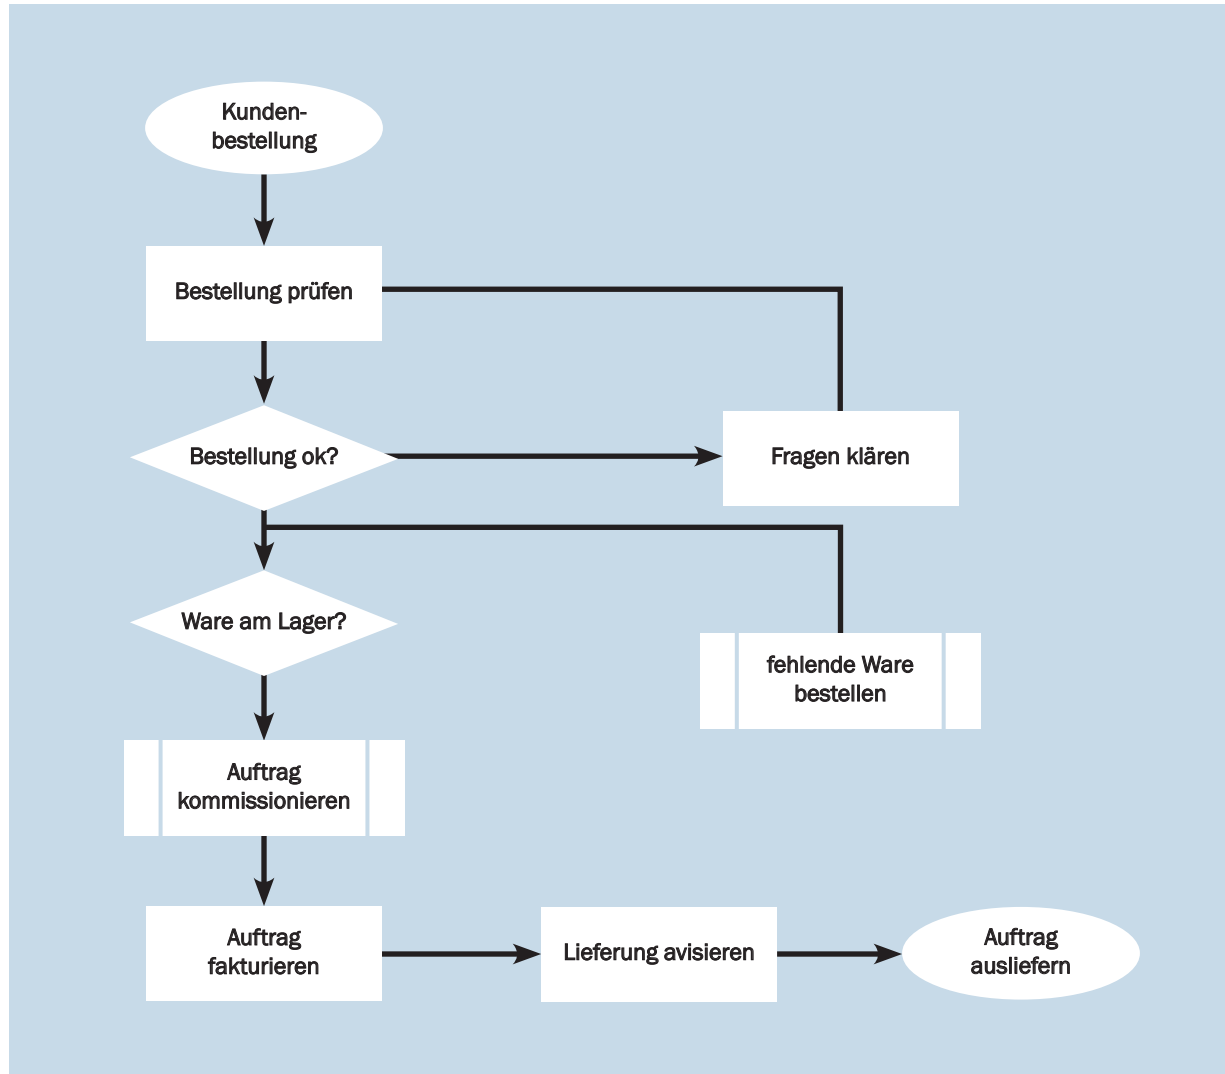 Kunden-
bestellung
Bestellung prüfen
Bestellung ok?
Fragen klären
Ware am Lager?
fehlende Ware
bestellen
Auftrag
kommissionieren
Auftrag
fakturieren
Lieferung avisieren
Auftrag
ausliefern